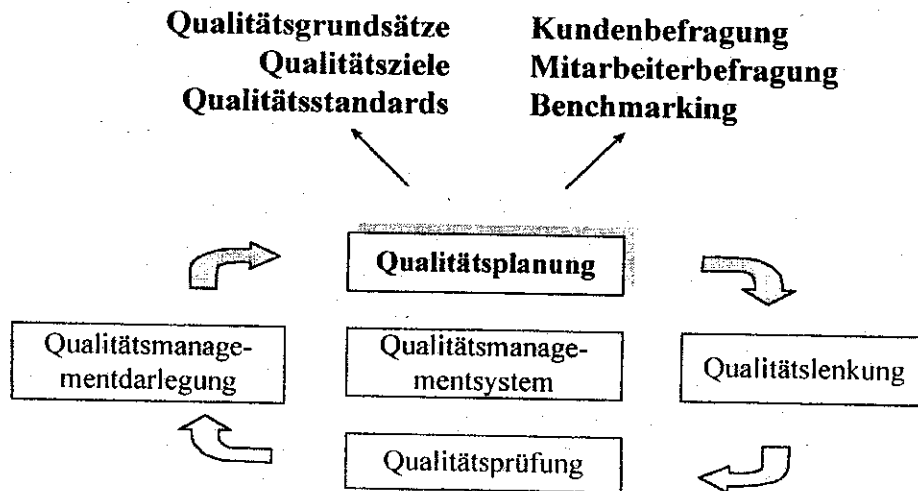 Qualitätsgrundsätze
Qualitätsziele
Qualitätsstandards
Kundenbefragung
Mitarbeiterbefragung
Benchmarking
Qualitätsplanung
Qualitätsmanage-
mentdarlegung
Qualitätsmanage-
mentsystem
Qualitätslenkung
Qualitätsprüfung